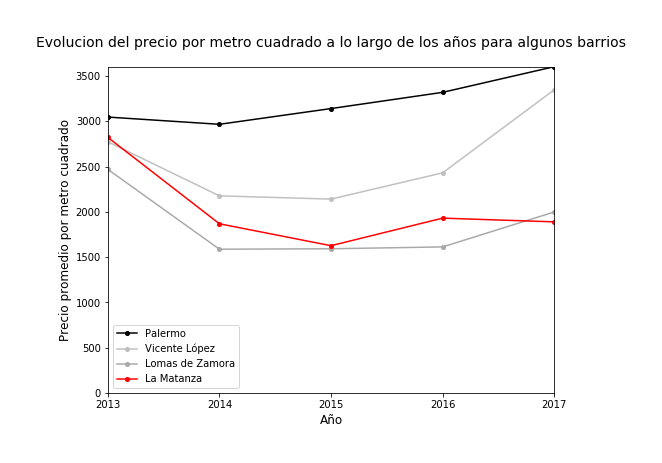 Evolucion del precio por metro cuadrado a lo largo de los años para algunos barrios
Precio promedio por metro cuadrado
3500
3000
2500
2000
1500
1000
500
0
Palermo
Vicente López
Lomas de Zamora
La Matanza
2013 2014 2015 2016 2017
Año